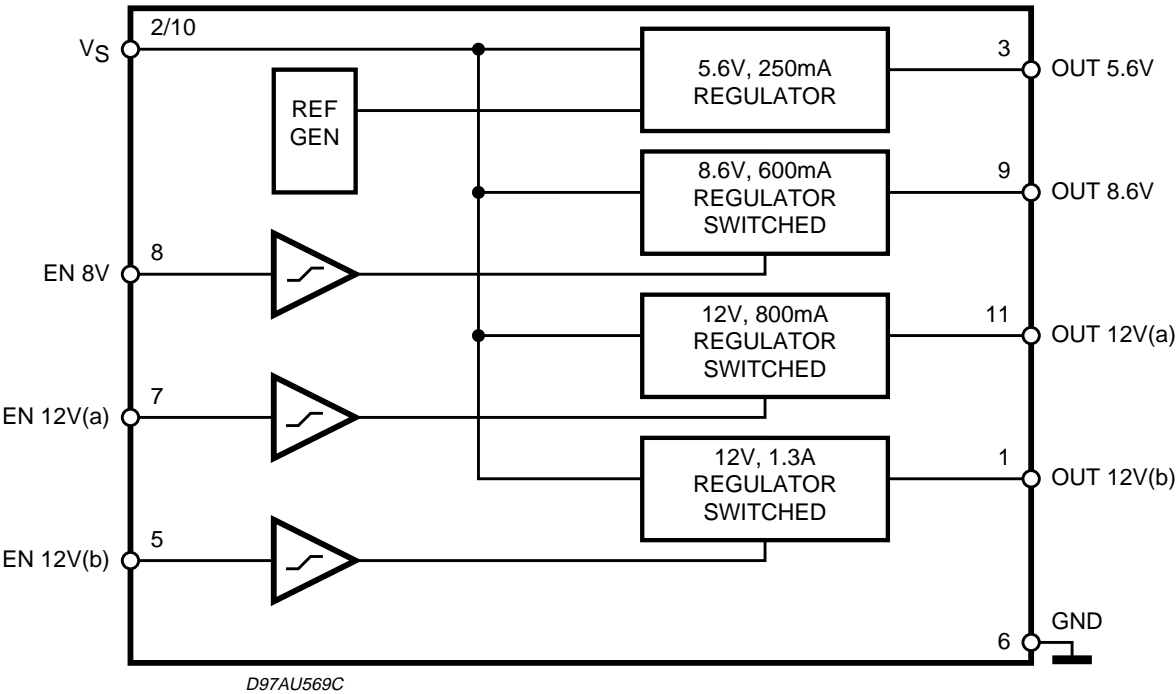 2/10
VS
5.6V, 250mA
REGULATOR
3
OUT 5.6V
REF
GEN
8.6V, 600mA
REGULATOR
SWITCHED
9
OUT 8.6V
8
EN 8V
12V, 800mA
REGULATOR
SWITCHED
11
OUT 12V(a)
7
EN 12V(a)
12V, 1.3A
REGULATOR
SWITCHED
1
OUT 12V(b)
5
EN 12V(b)
GND
6
D97AU569C